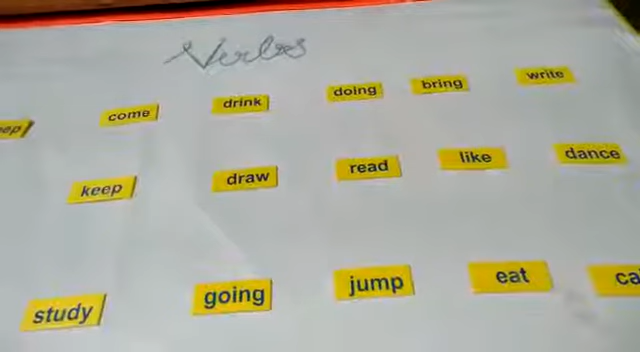 Verbs
come drink doing bring write
keep draw read like dance
study going jump eat